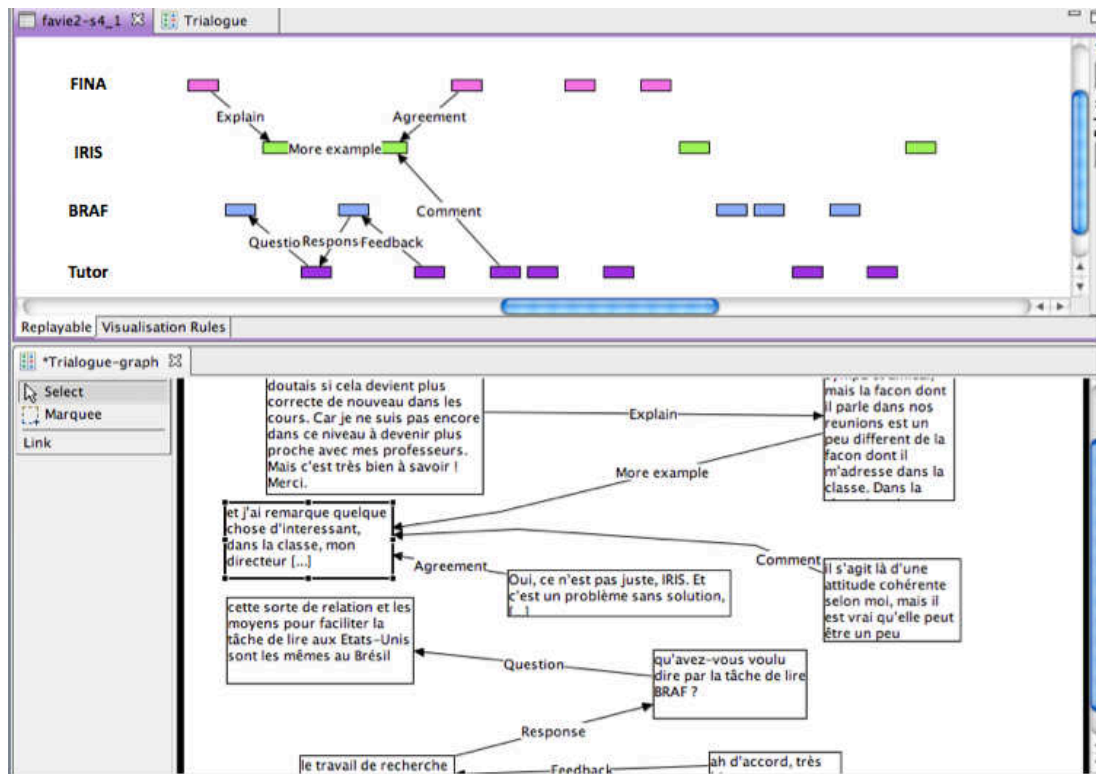 favie2-s4_1
Trialogue
FINA
Explain
Agreement
IRIS
More example
BRAF
Comment
Questio
Respons
Feedback
Tutor
Replayable
Visualisation Rules
*Trialogue-graph
Select
Marquee
Link
doutais si cela devient plus
correcte de nouveau dans les
cours. Car je ne suis pas encore
dans ce niveau à devenir plus
proche avec mes professeurs.
Mais c'est très bien à savoir !
Merci.
Explain
mais la facon dont
il parle dans nos
reunions est un
peu different de la
facon dont il
m'adresse dans la
classe. Dans la
More example
et j'ai remarque quelque
chose d'interessant,
dans la classe, mon
directeur [...]
Agreement
Comment
Oui, ce n'est pas juste, IRIS. Et
c'est un problème sans solution,
[...]
il s'agit là d'une
attitude cohérente
selon moi, mais il
est vrai qu'elle peut
être un peu
cette sorte de relation et les
moyens pour faciliter la
tâche de lire aux Etats-Unis
sont les mêmes au Brésil
Question
qu'avez-vous voulu
dire par la tâche de lire
BRAF ?
Response
le travail de recherche
Feedback
ah d'accord, très